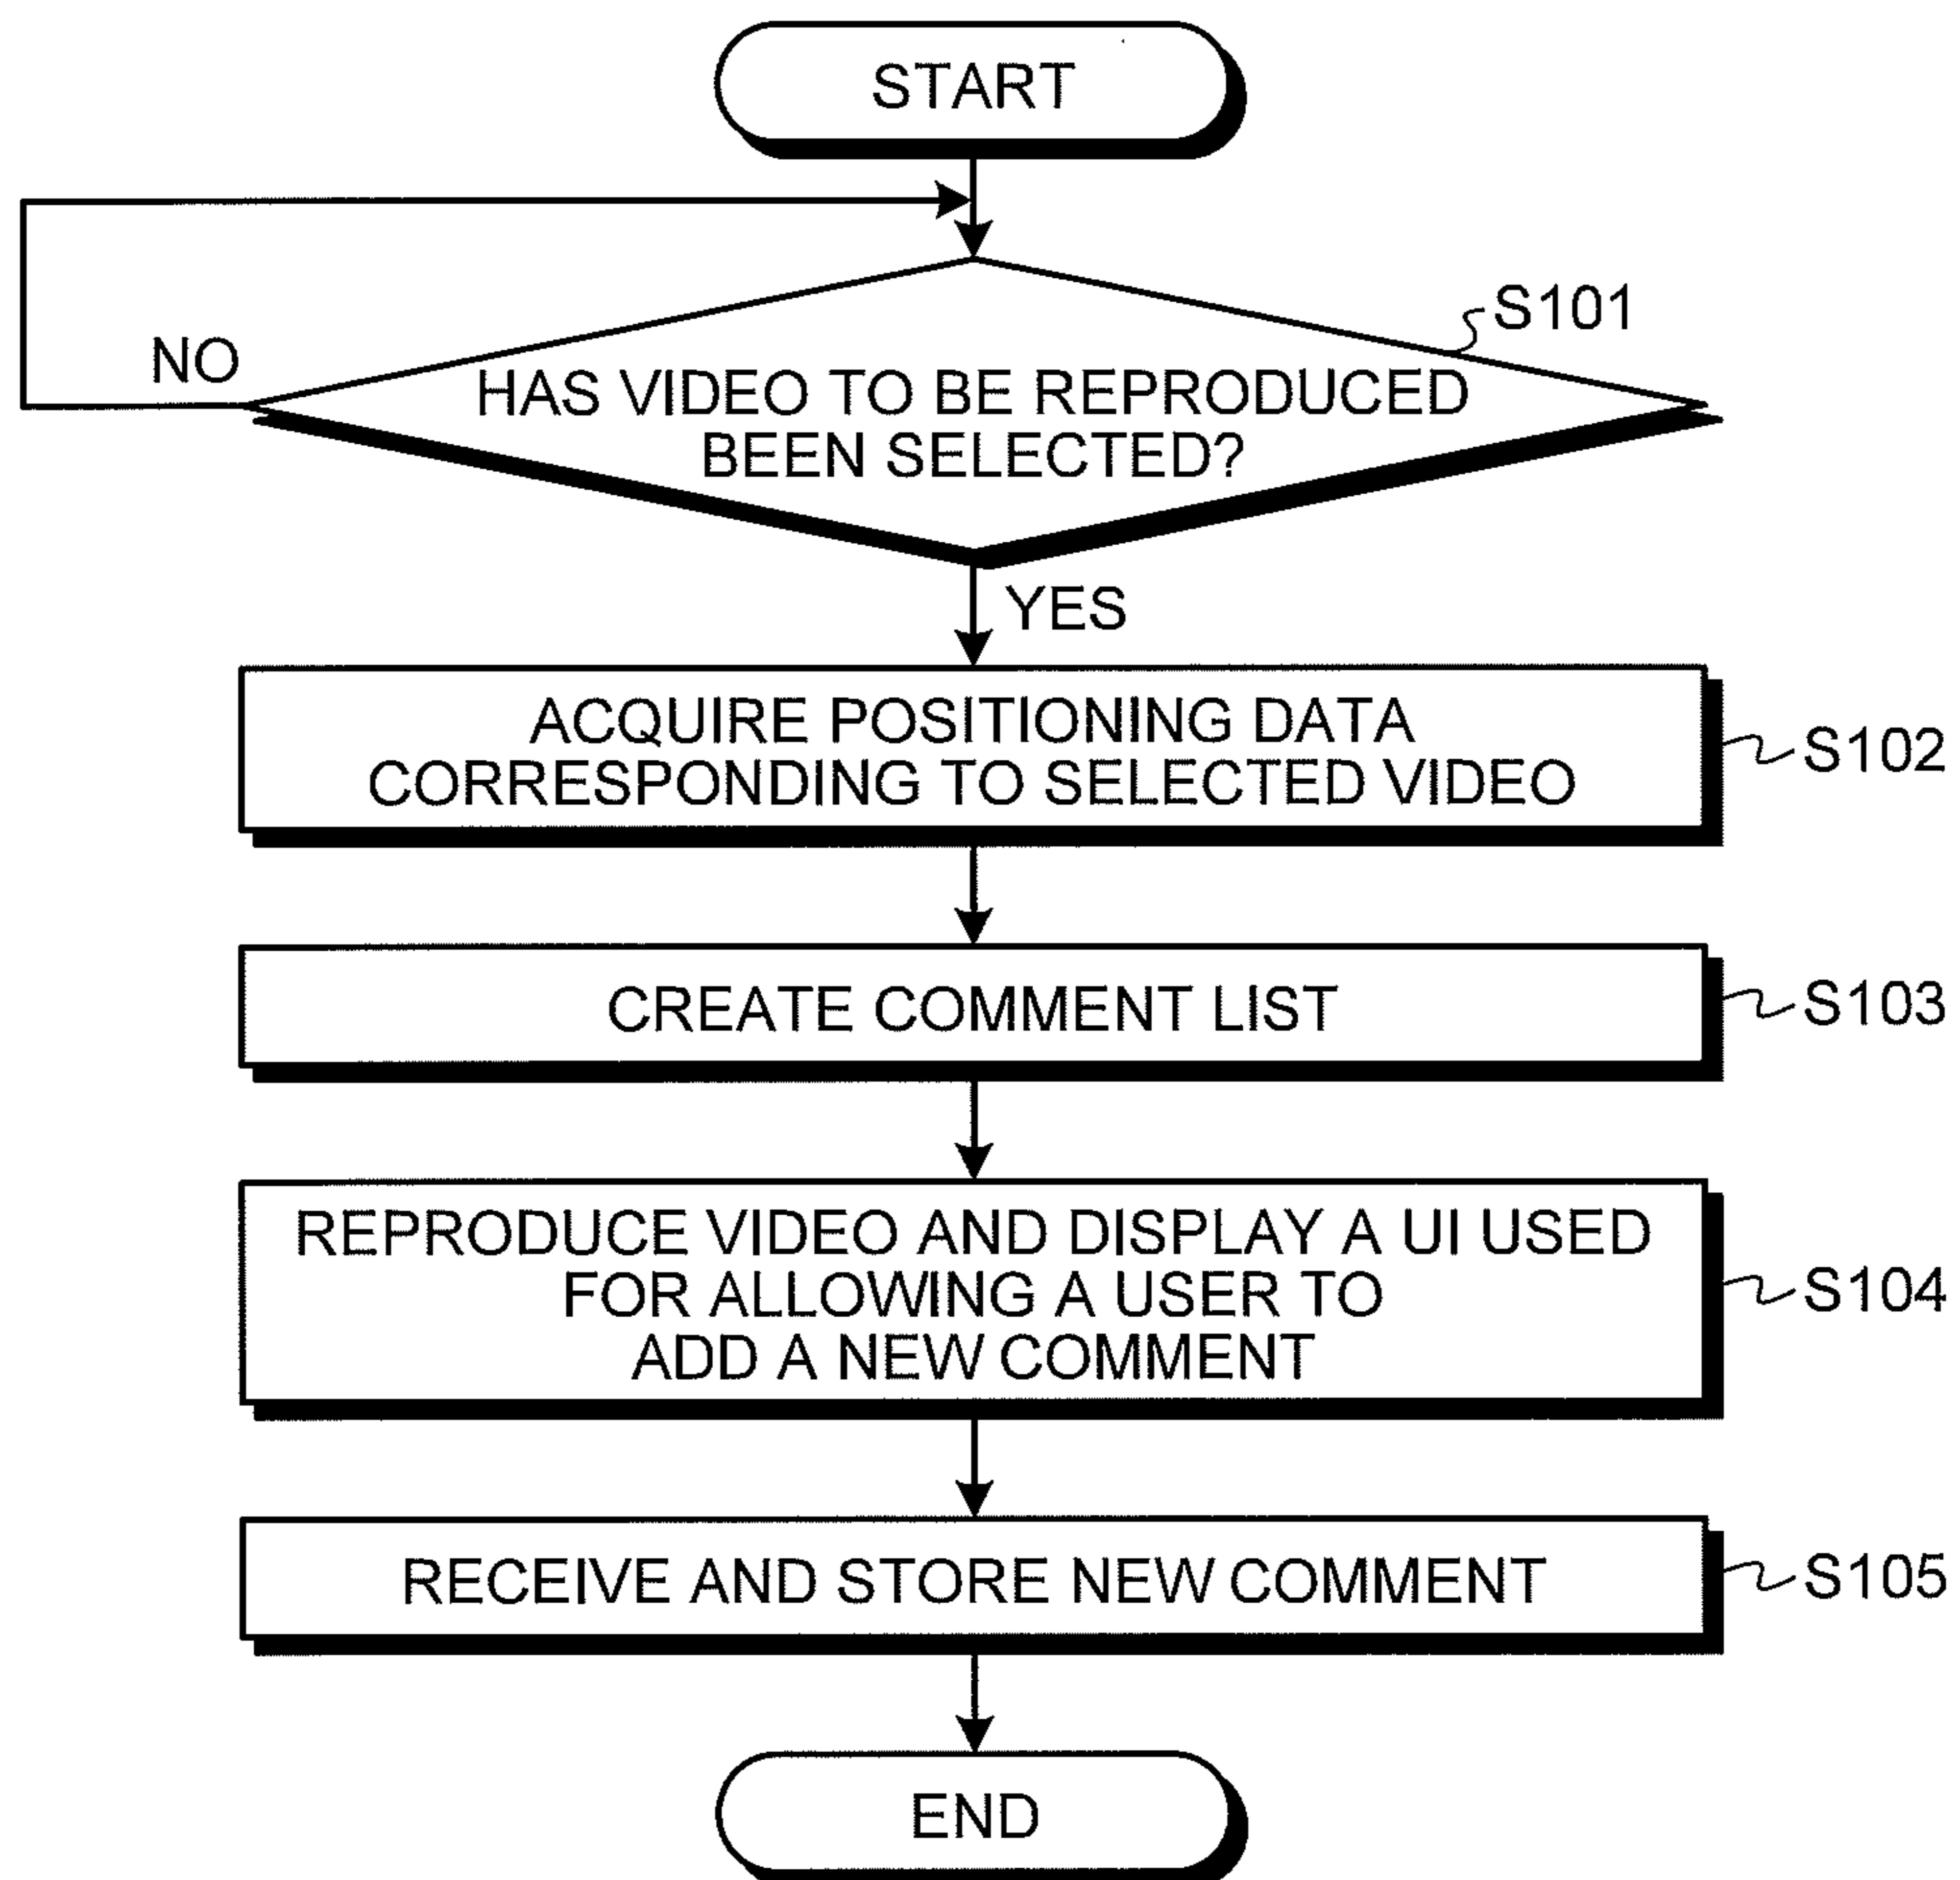 START
NO
S101
HAS VIDEO TO BE REPRODUCED
BEEN SELECTED?
YES
ACQUIRE POSITIONING DATA
CORRESPONDING TO SELECTED VIDEO
S102
CREATE COMMENT LIST
S103
REPRODUCE VIDEO AND DISPLAY A UI USED
FOR ALLOWING A USER TO
ADD A NEW COMMENT
S104
RECEIVE AND STORE NEW COMMENT
S105
END